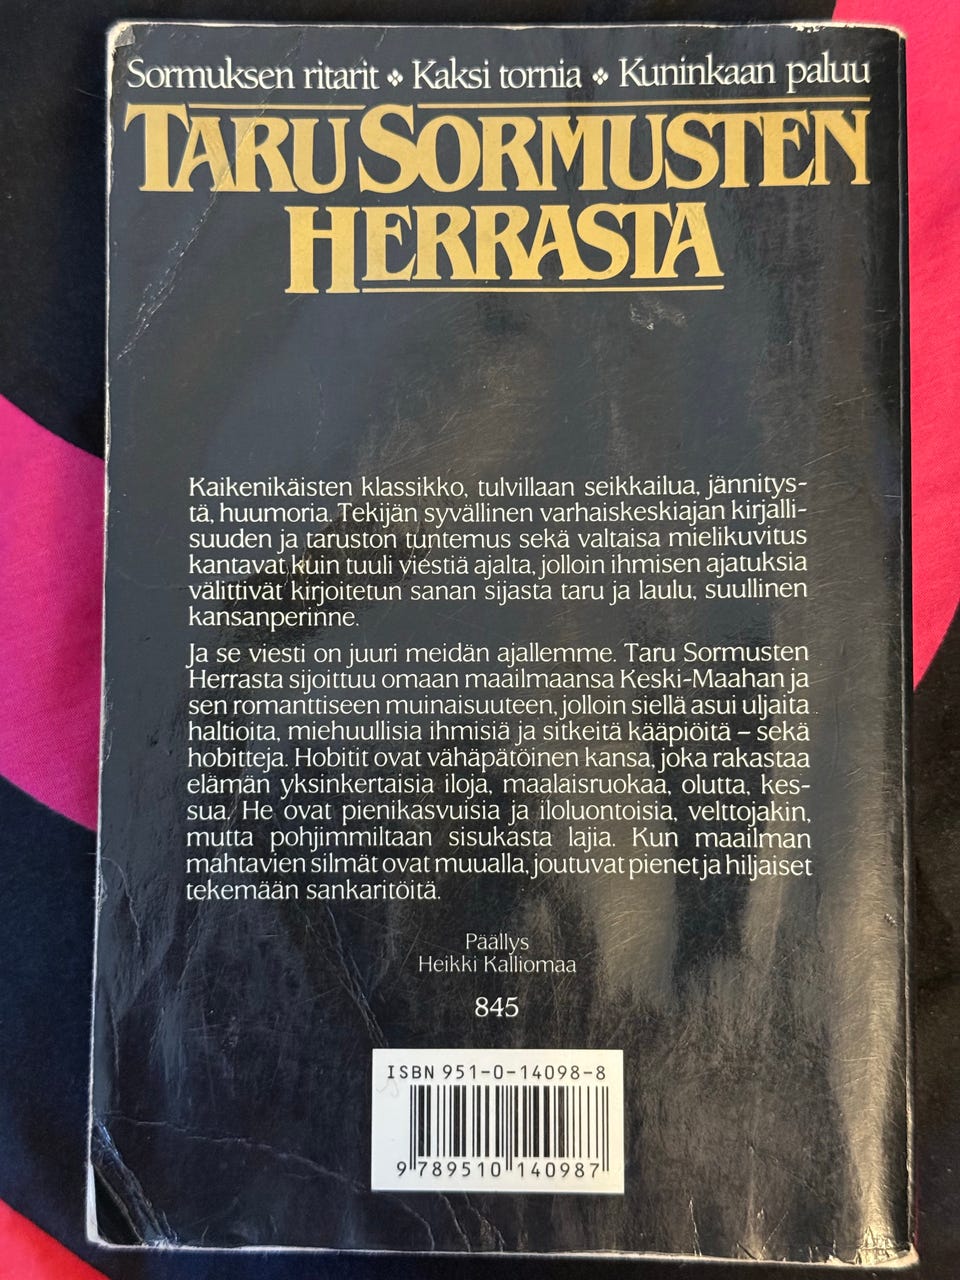 Sormuksen ritarit ❖ Kaksi tornia ❖ Kuninkaan paluu
TARU SORMUSTEN
HERRASTA
Kaikenikäisten klassikko, tulvillaan seikkailua, jännitys-
tä, huumoria. Tekijän syvällinen varhaiskeskiajan kirjalli-
suuden ja taruston tuntemus sekä valtaisa mielikuvitus
kantavat kuin tuuli viestiä ajalta, jolloin ihmisen ajatuksia
välittivät kirjoitetun sanan sijasta taru ja laulu, suullinen
kansanperinne.
Ja se viesti on juuri meidän ajallemme. Taru Sormusten
Herrasta sijoittuu omaan maailmaansa Keski-Maahan ja
sen romanttiseen muinaisuuteen, jolloin siellä asui uljaita
haltioita, miehuullisia ihmisiä ja sitkeitä kääpiöitä – sekä
hobitteja. Hobitit ovat vähäpätöinen kansa, joka rakastaa
elämän yksinkertaisia iloja, maalaisruokaa, olutta, kes-
sua. He ovat pienikasvuisia ja iloluontoisia, velttojakin,
mutta pohjimmiltaan sisukasta lajia. Kun maailman
mahtavien silmät ovat muualla, joutuvat pienet ja hiljaiset
tekemään sankaritöitä.
Päällys
Heikki Kalliomaa
845
ISBN 951-0-14098-8
9 789510 140987